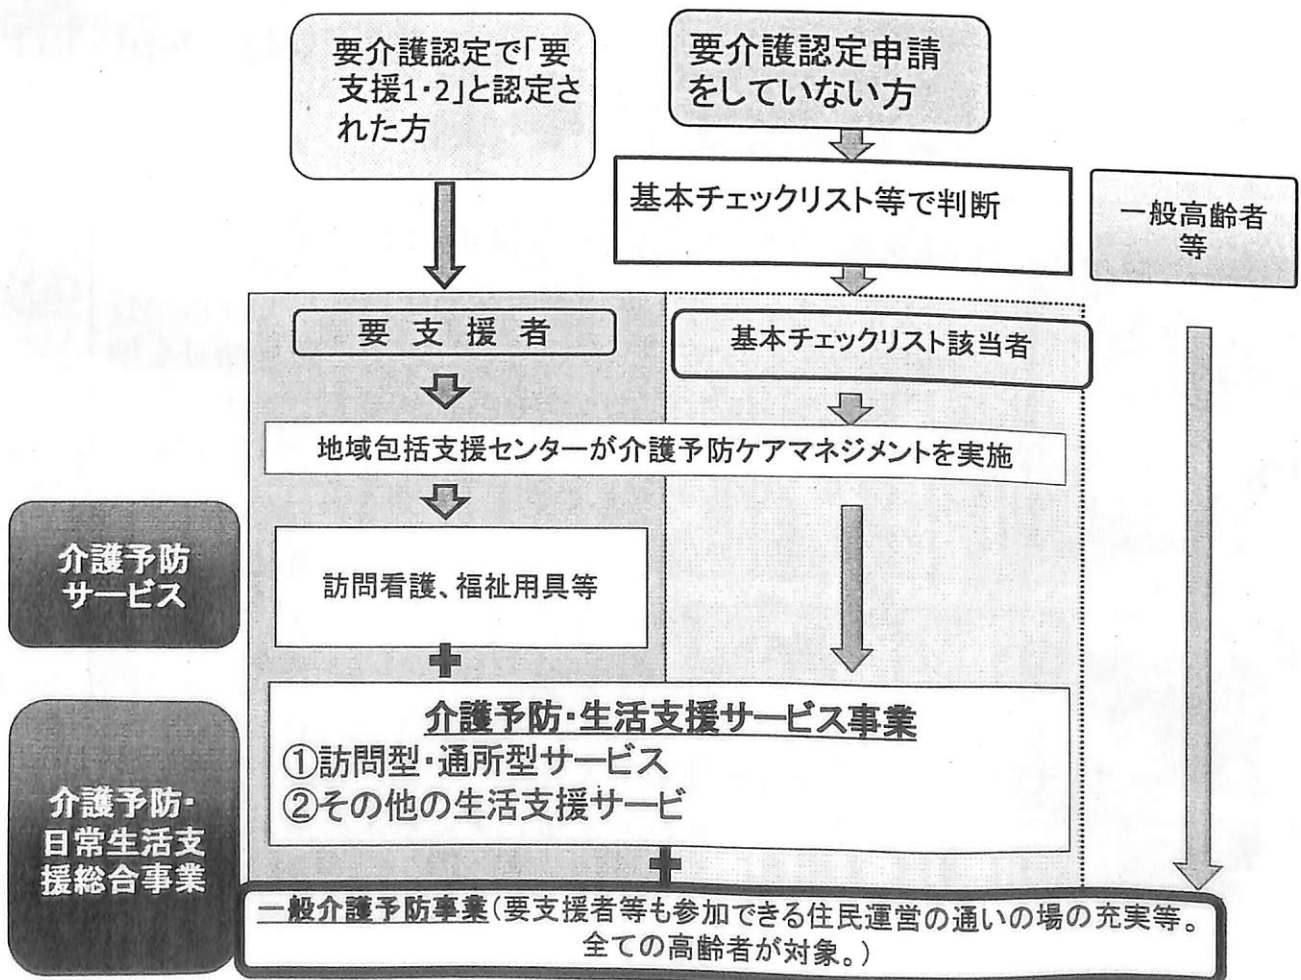 要介護認定で「要
支援1・2」と認定さ
れた方
要介護認定申請
をしていない方
基本チェックリスト等で判断
一般高齢者
等
要支援者
基本チェックリスト該当者
地域包括支援センターが介護予防ケアマネジメントを実施
介護予防
サービス
訪問看護、福祉用具等
介護予防・生活支援サービス事業
①訪問型・通所型サービス
②その他の生活支援サービ
介護予防・
日常生活支
援総合事業
一般介護予防事業(要支援者等も参加できる住民運営の通いの場の充実等。
全ての高齢者が対象。)